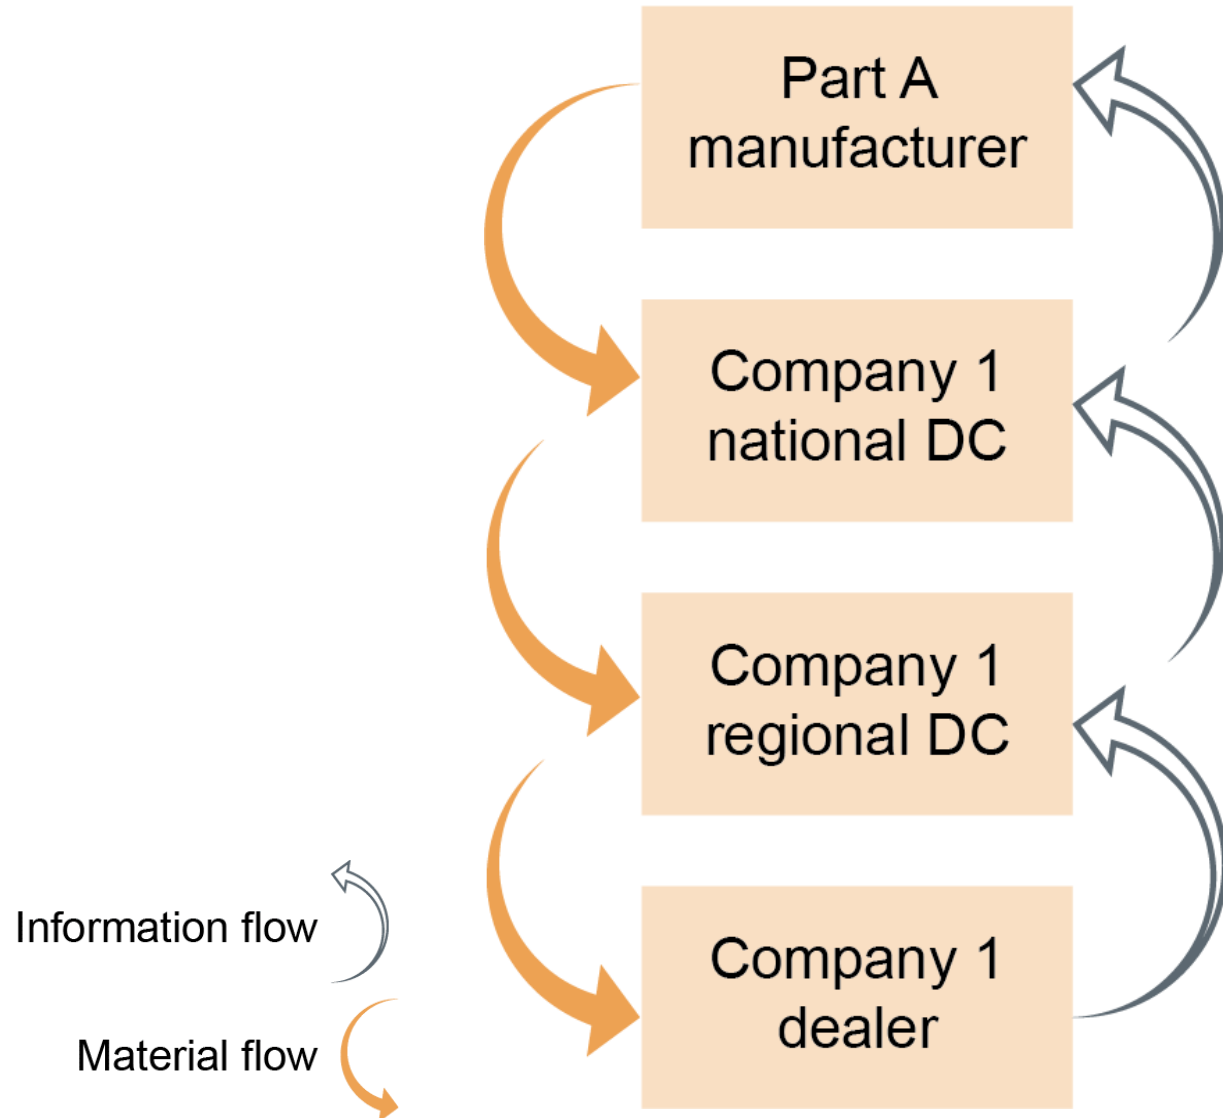 Part A
manufacturer
Company 1
national DC
Company 1
regional DC
Company 1
dealer
Information flow
Material flow